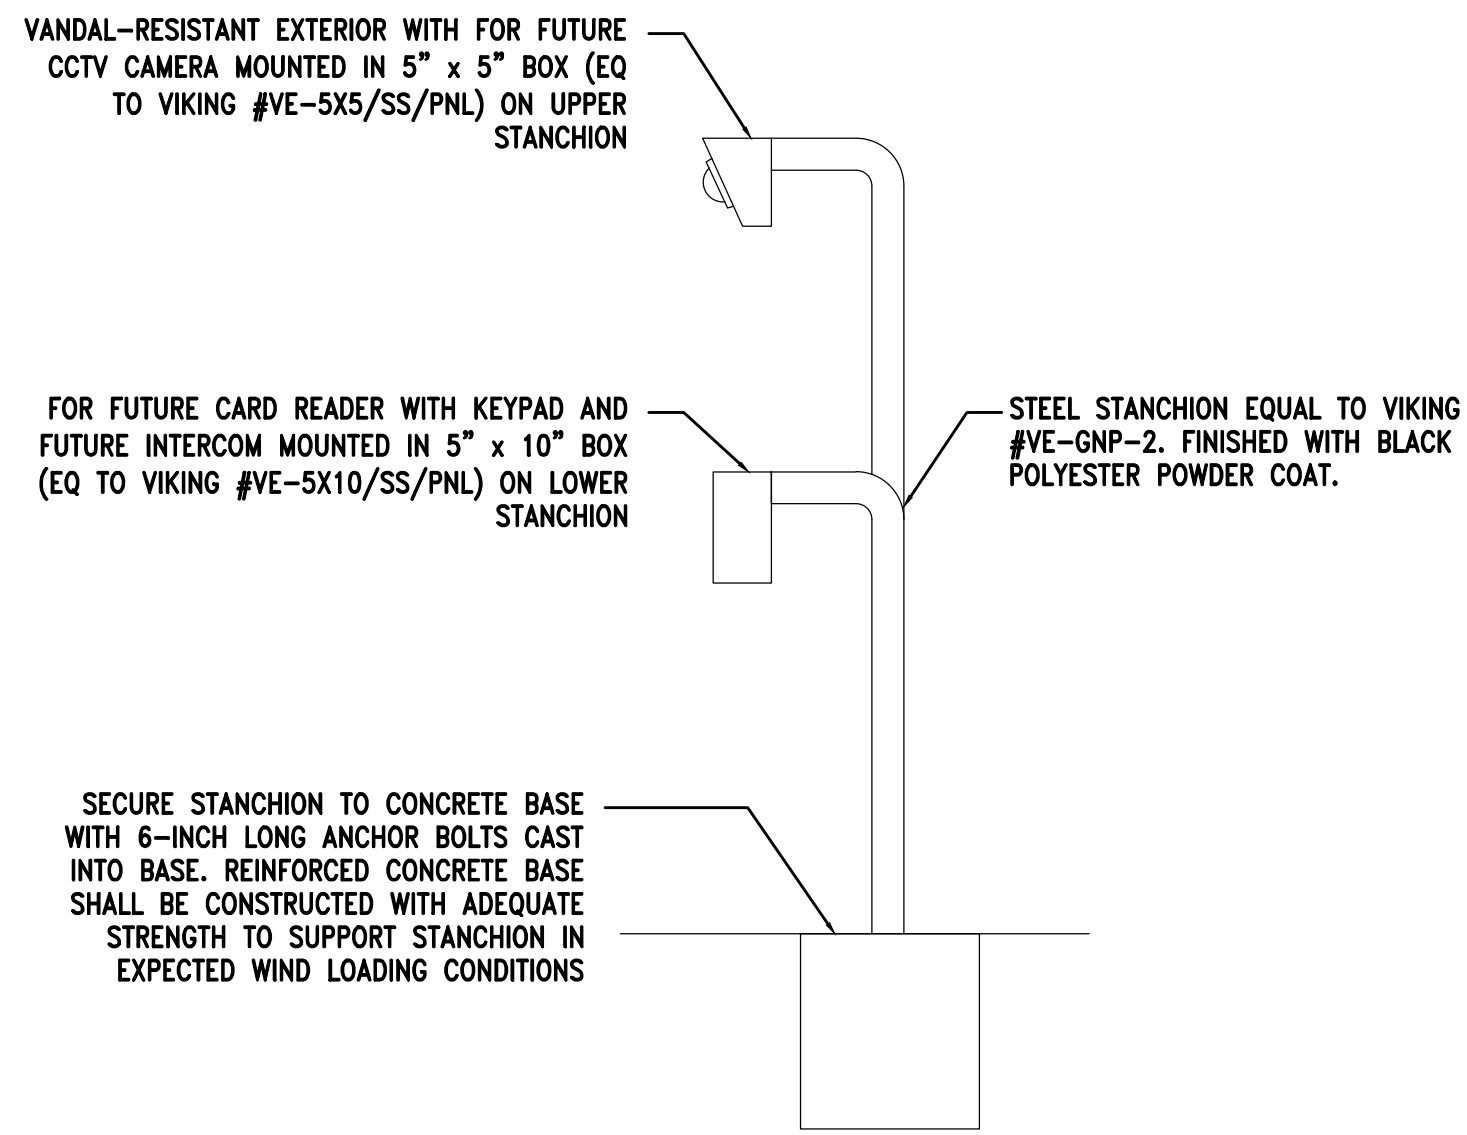 VANDAL-RESISTANT EXTERIOR WITH FOR FUTURE
CCTV CAMERA MOUNTED IN 5" x 5" BOX (EQ
TO VIKING #VE-5X5/SS/PNL) ON UPPER
STANCHION
FOR FUTURE CARD READER WITH KEYPAD AND
FUTURE INTERCOM MOUNTED IN 5" x 10" BOX
(EQ TO VIKING #VE-5X10/SS/PNL) ON LOWER
STANCHION
STEEL STANCHION EQUAL TO VIKING
#VE-GNP-2. FINISHED WITH BLACK
POLYESTER POWDER COAT.
SECURE STANCHION TO CONCRETE BASE
WITH 6-INCH LONG ANCHOR BOLTS CAST
INTO BASE. REINFORCED CONCRETE BASE
SHALL BE CONSTRUCTED WITH ADEQUATE
STRENGTH TO SUPPORT STANCHION IN
EXPECTED WIND LOADING CONDITIONS